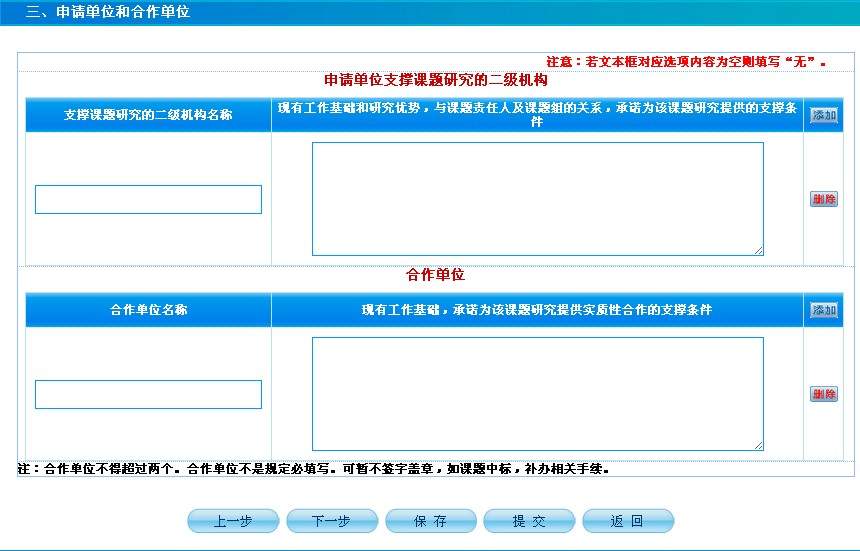 三、申请单位和合作单位
注意：若文本框对应选项内容为空则填写“无”。
申请单位支撑课题研究的二级机构
支撑课题研究的二级机构名称
现有工作基础和研究优势，与课题责任人及课题组的关系，承诺为该课题研究提供的支撑条
件
添加
删除
合作单位
合作单位名称
现有工作基础，承诺为该课题研究提供实质性合作的支撑条件
添加
删除
注：合作单位不得超过两个。合作单位不是规定必填写。可暂不签字盖章，如课题中标，补办相关手续。
上一步
下一步
保 存
提 交
返 回